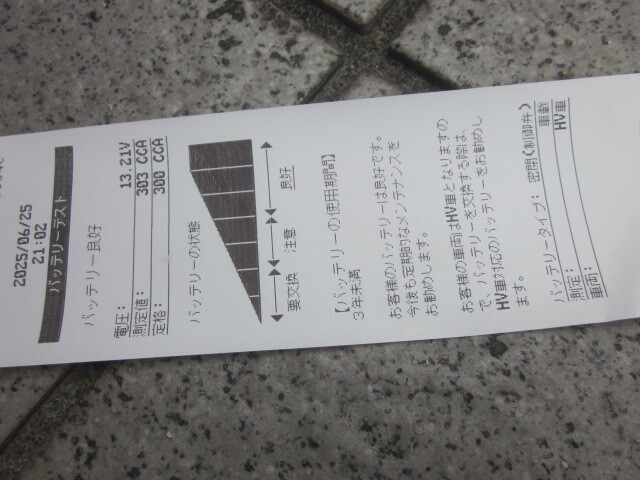 2025/06/25
21:02
バッテリーテスト
バッテリー良好
電圧: 13.21V
測定値: 303 CCA
定格: 300 CCA
バッテリーの状態
要交換 注意 良好
【バッテリーの使用期間】
3年未満
お客様のバッテリーは良好です。
今後も定期的なメンテナンスを
お勧めします。
お客様の車両はHV車となりますの
で、バッテリーを交換する際は、
HV車対応のバッテリーをお勧めし
ます。
バッテリータイプ: 密閉(制御弁)
測定: 車載
車両: HV車